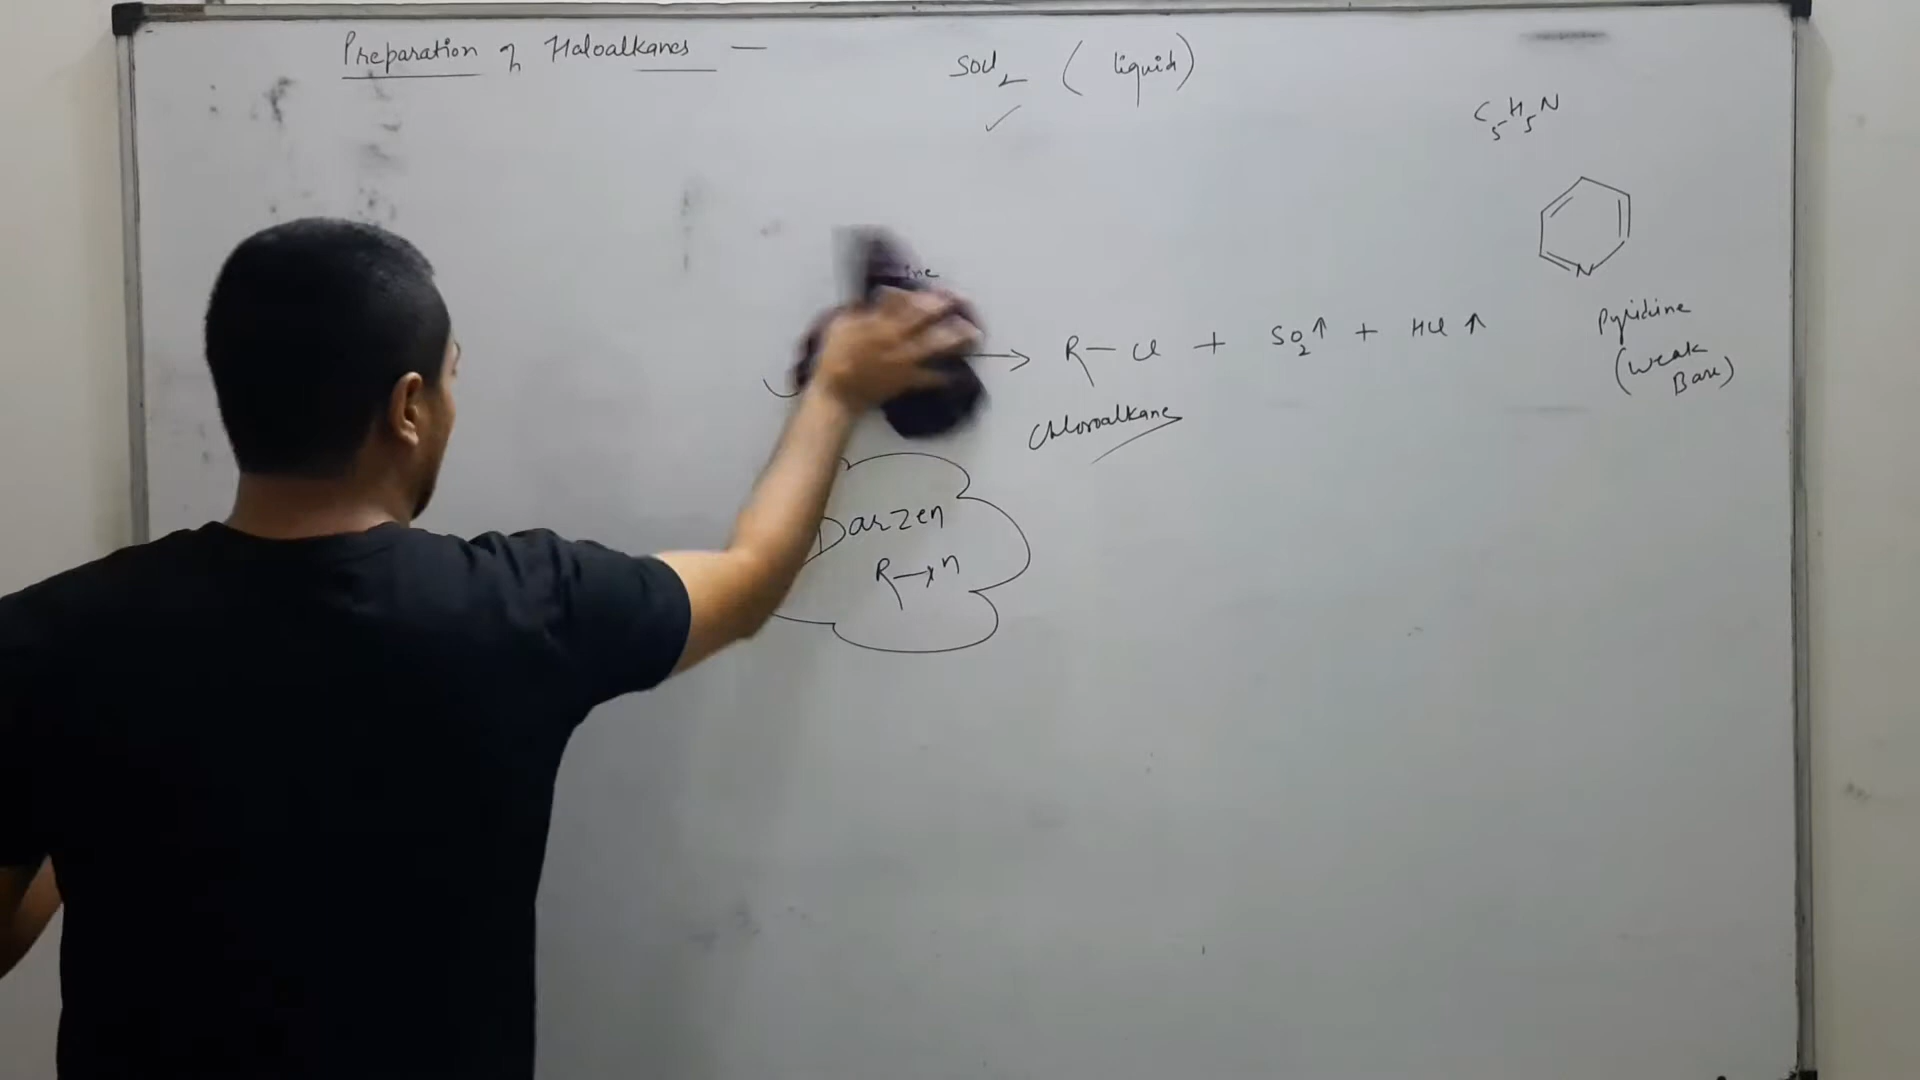 Preparation of Haloalkanes —
SOCl2 (liquid)
C5H5N
N
Pyridine
(Weak
Base)
→ R—Cl + SO2↑ + HCl ↑
Chloroalkane
Darzen
R—xn